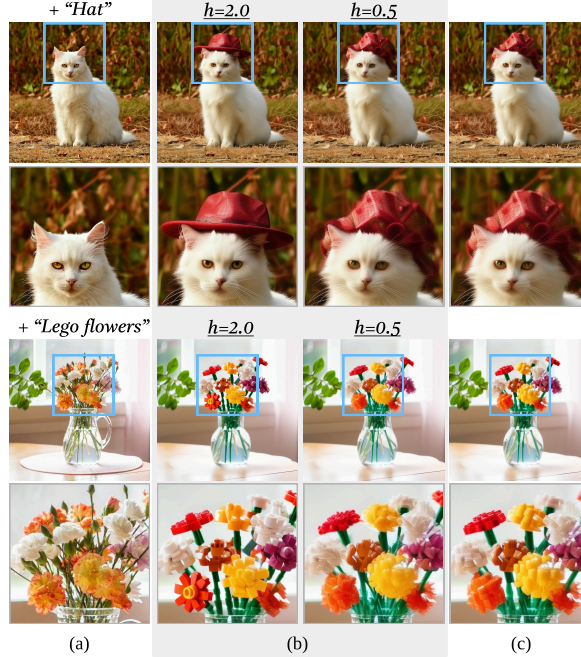 + “Hat” h=2.0 h=0.5
+ “Lego flowers” h=2.0 h=0.5
(a) (b) (c)